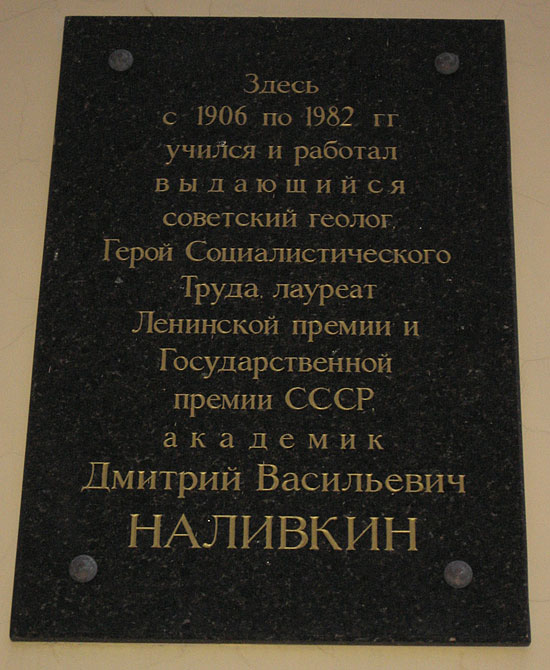 Здесь
с 1906 по 1982 гг
учился и работал
выдающийся
советский геолог,
Герой Социалистического
Труда, лауреат
Ленинской премии и
Государственной
премии СССР
академик
Дмитрий Васильевич
НАЛИВКИН